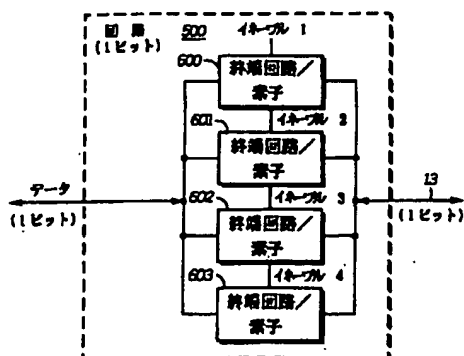 回路
(1ビット)
500
イネーブル 1
600
終端回路/
素子
601
イネーブル 2
終端回路/
素子
データ
(1ビット)
602
イネーブル 3
終端回路/
素子
13
(1ビット)
603
イネーブル 4
終端回路/
素子